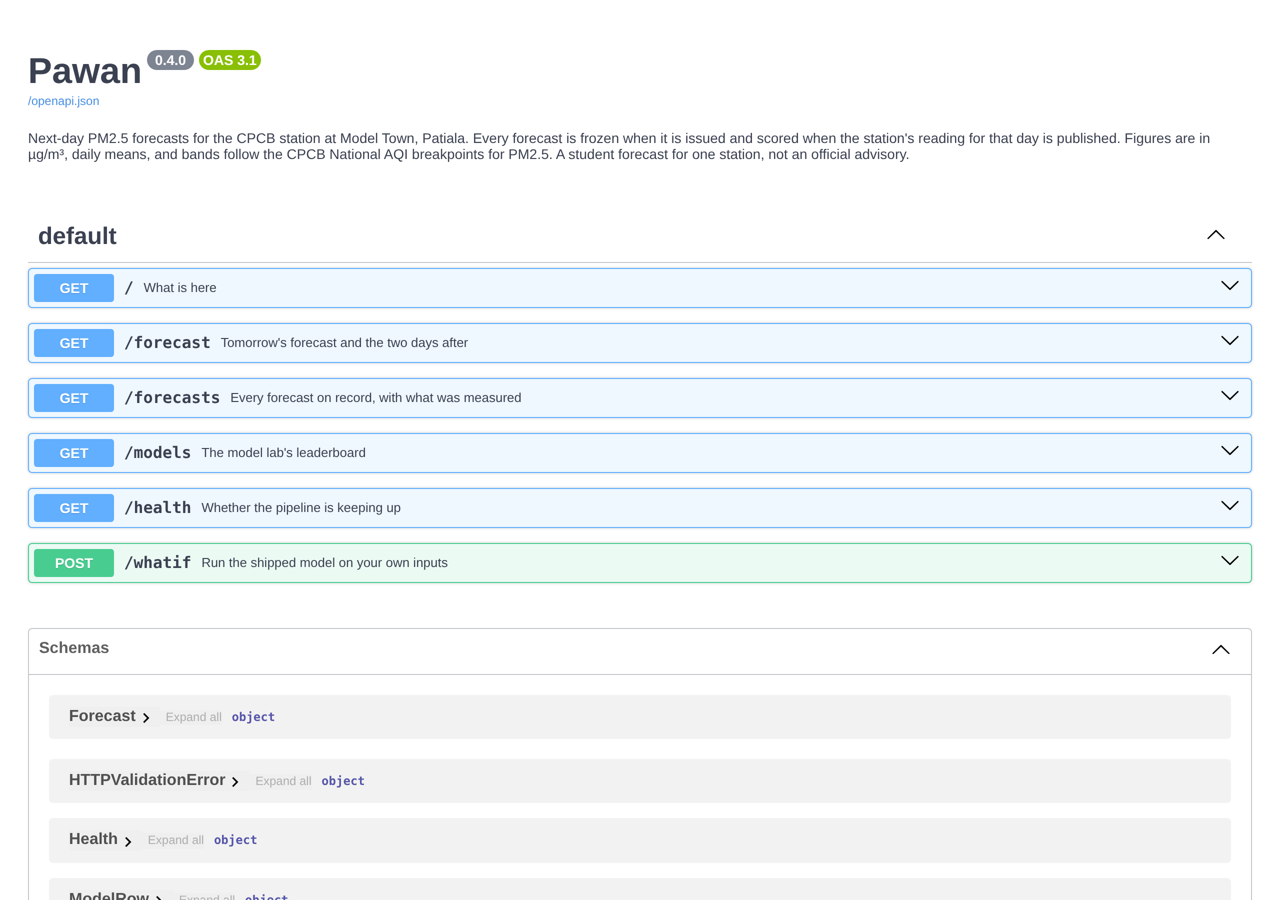 Pawan 0.4.0 OAS 3.1
/openapi.json
Next-day PM2.5 forecasts for the CPCB station at Model Town, Patiala. Every forecast is frozen when it is issued and scored when the station's reading for that day is published. Figures are in
µg/m³, daily means, and bands follow the CPCB National AQI breakpoints for PM2.5. A student forecast for one station, not an official advisory.
default
GET / What is here
GET /forecast Tomorrow's forecast and the two days after
GET /forecasts Every forecast on record, with what was measured
GET /models The model lab's leaderboard
GET /health Whether the pipeline is keeping up
POST /whatif Run the shipped model on your own inputs
Schemas
Forecast Expand all object
HTTPValidationError Expand all object
Health Expand all object
ModelRow Expand all object